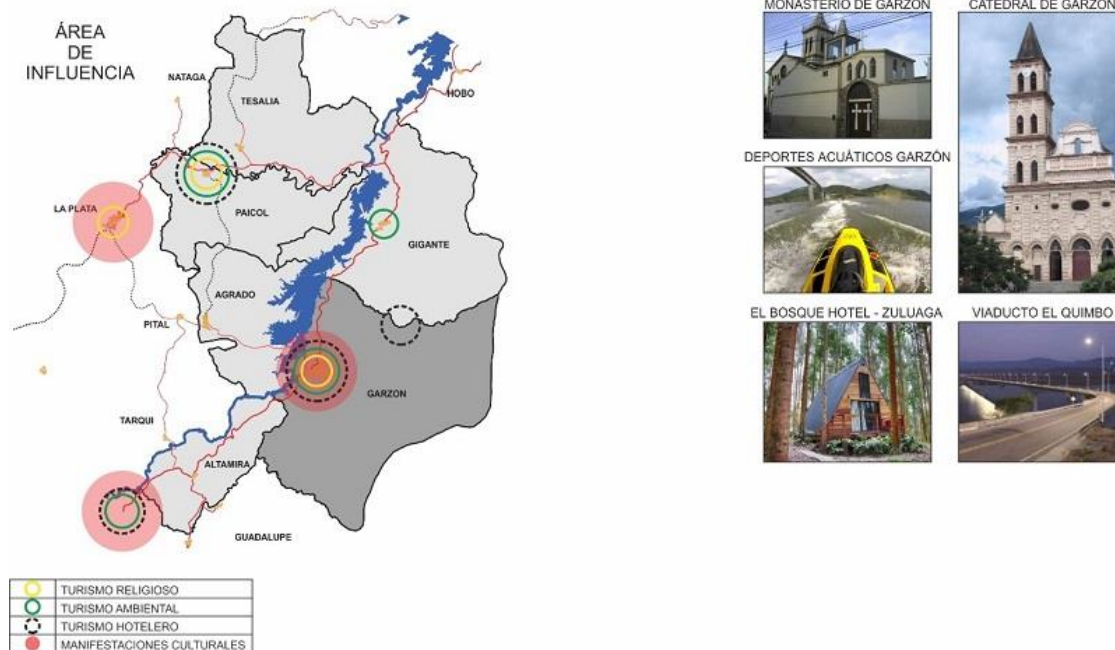 ÁREA
DE
INFLUENCIA
NATAGA
TESALIA
HOBO
LA PLATA
PAICOL
GIGANTE
AGRADO
PITAL
GARZON
TARQUI
ALTAMIRA
GUADALUPE
TURISMO RELIGIOSO
TURISMO AMBIENTAL
TURISMO HOTELERO
MANIFESTACIONES CULTURALES
MONASTERIO DE GARZÓN
CATEDRAL DE GARZÓN
DEPORTES ACUÁTICOS GARZÓN
EL BOSQUE HOTEL - ZULUAGA
VIADUCTO EL QUIMBO